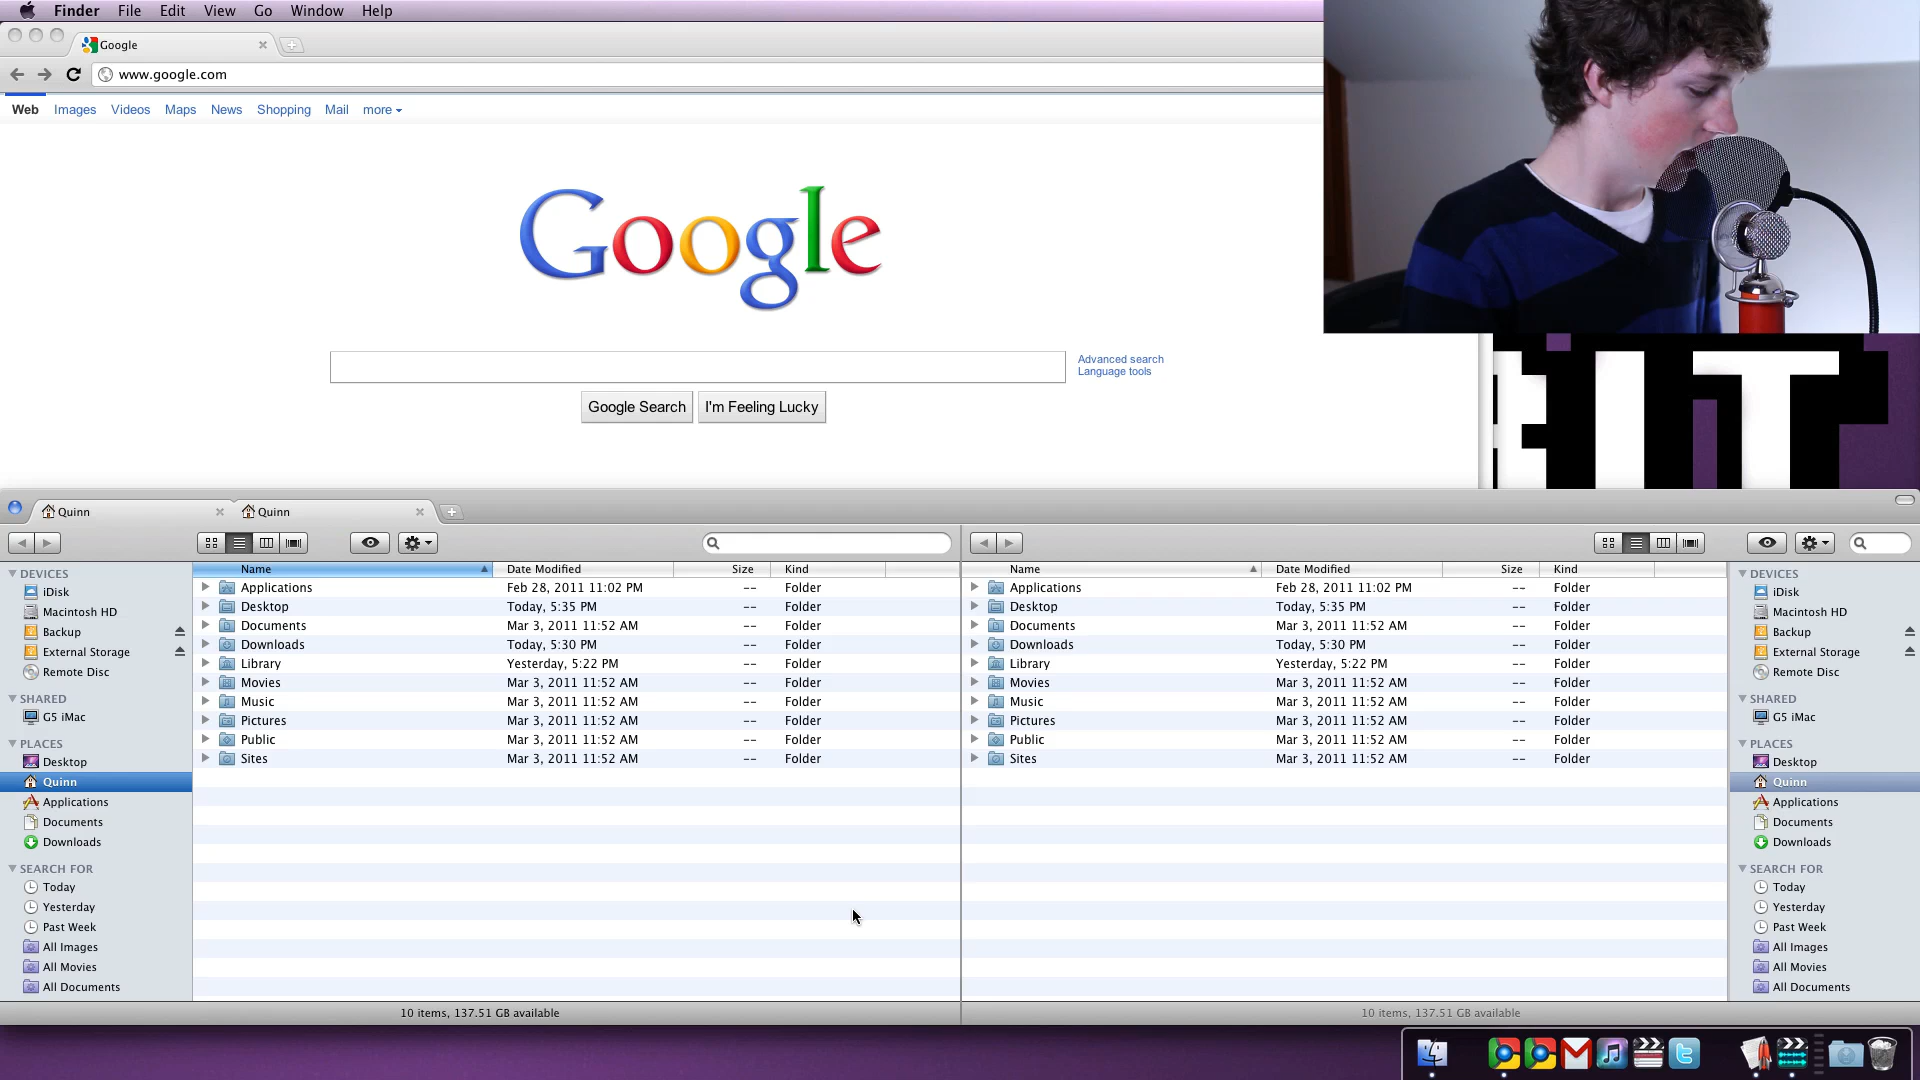 Finder File Edit View Go Window Help
Google
www.google.com
Web Images Videos Maps News Shopping Mail more
Google
Advanced search
Language tools
Google Search I'm Feeling Lucky
Quinn Quinn
DEVICES
iDisk
Macintosh HD
Backup
External Storage
Remote Disc
SHARED
G5 iMac
PLACES
Desktop
Quinn
Applications
Documents
Downloads
SEARCH FOR
Today
Yesterday
Past Week
All Images
All Movies
All Documents
Name Date Modified Size Kind
Applications Feb 28, 2011 11:02 PM -- Folder
Desktop Today, 5:35 PM -- Folder
Documents Mar 3, 2011 11:52 AM -- Folder
Downloads Today, 5:30 PM -- Folder
Library Yesterday, 5:22 PM -- Folder
Movies Mar 3, 2011 11:52 AM -- Folder
Music Mar 3, 2011 11:52 AM -- Folder
Pictures Mar 3, 2011 11:52 AM -- Folder
Public Mar 3, 2011 11:52 AM -- Folder
Sites Mar 3, 2011 11:52 AM -- Folder
10 items, 137.51 GB available
Name Date Modified Size Kind
Applications Feb 28, 2011 11:02 PM -- Folder
Desktop Today, 5:35 PM -- Folder
Documents Mar 3, 2011 11:52 AM -- Folder
Downloads Today, 5:30 PM -- Folder
Library Yesterday, 5:22 PM -- Folder
Movies Mar 3, 2011 11:52 AM -- Folder
Music Mar 3, 2011 11:52 AM -- Folder
Pictures Mar 3, 2011 11:52 AM -- Folder
Public Mar 3, 2011 11:52 AM -- Folder
Sites Mar 3, 2011 11:52 AM -- Folder
10 items, 137.51 GB available
DEVICES
iDisk
Macintosh HD
Backup
External Storage
Remote Disc
SHARED
G5 iMac
PLACES
Desktop
Quinn
Applications
Documents
Downloads
SEARCH FOR
Today
Yesterday
Past Week
All Images
All Movies
All Documents